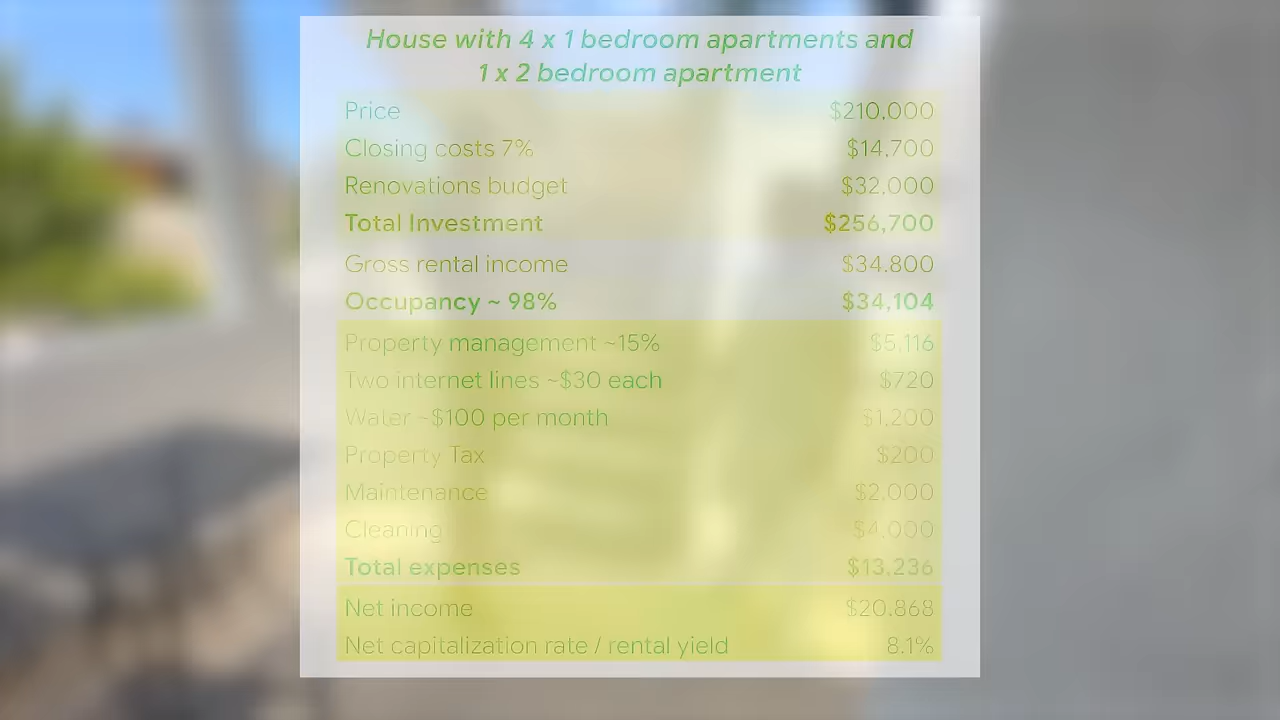 House with 4 x 1 bedroom apartments and
1 x 2 bedroom apartment
Price $210,000
Closing costs 7% $14,700
Renovations budget $32,000
Total Investment $256,700
Gross rental income $34,800
Occupancy ~ 98% $34,104
Property management ~15% $5,116
Two internet lines ~$30 each $720
Water ~$100 per month $1,200
Property Tax $200
Maintenance $2,000
Cleaning $4,000
Total expenses $13,236
Net income $20,868
Net capitalization rate / rental yield 8.1%